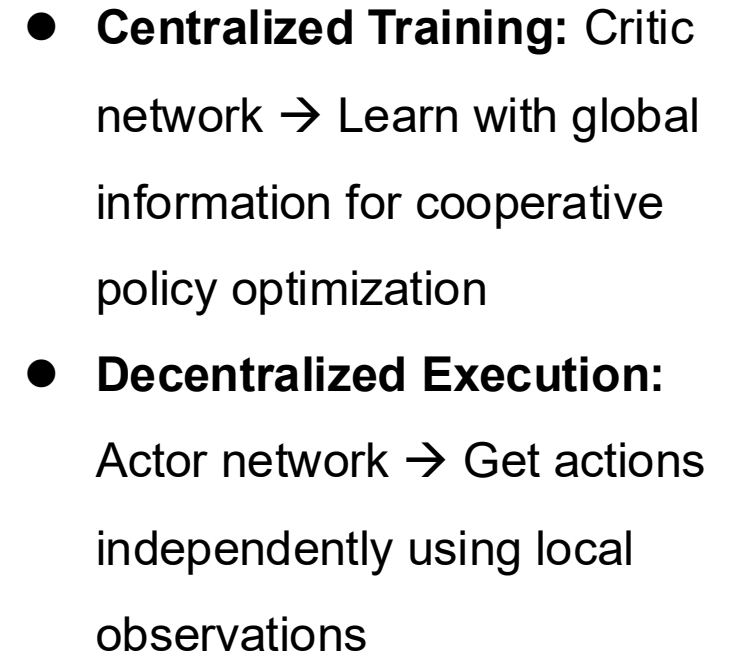 ● Centralized Training: Critic
network → Learn with global
information for cooperative
policy optimization
● Decentralized Execution:
Actor network → Get actions
independently using local
observations